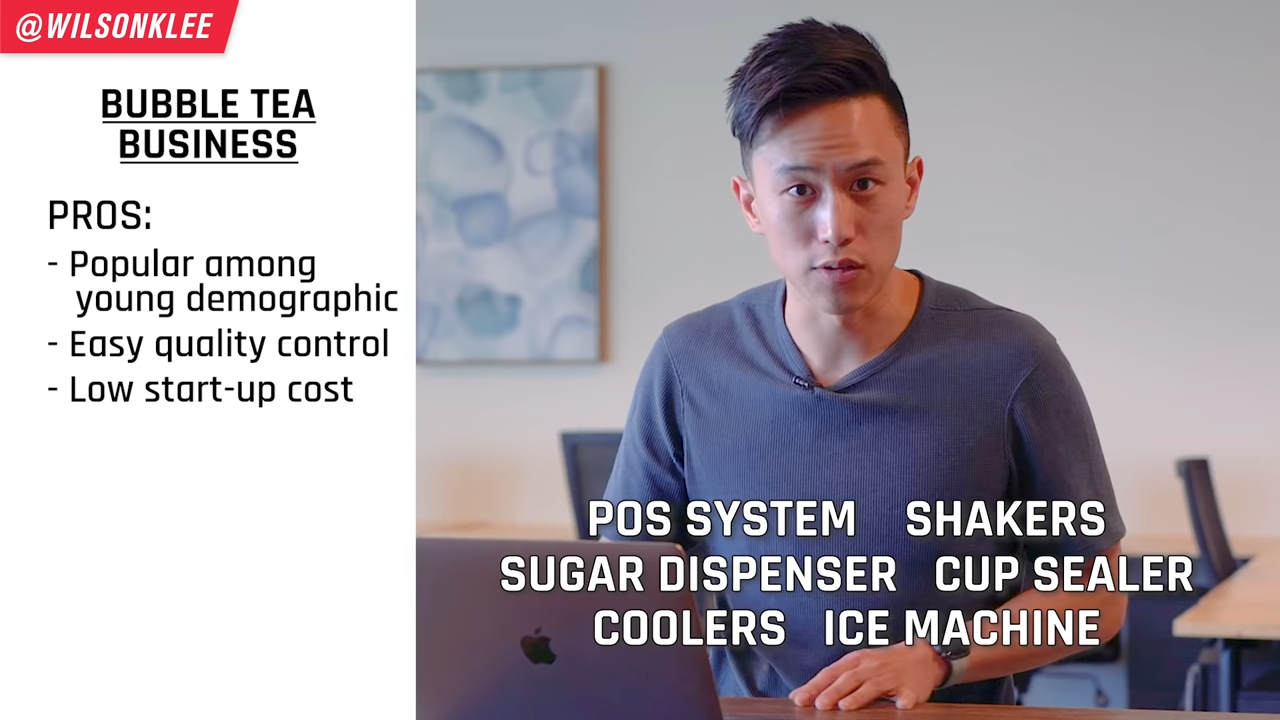 @WILSONKLEE
BUBBLE TEA
BUSINESS
PROS:
- Popular among
young demographic
- Easy quality control
- Low start-up cost
POS SYSTEM SHAKERS
SUGAR DISPENSER CUP SEALER
COOLERS ICE MACHINE